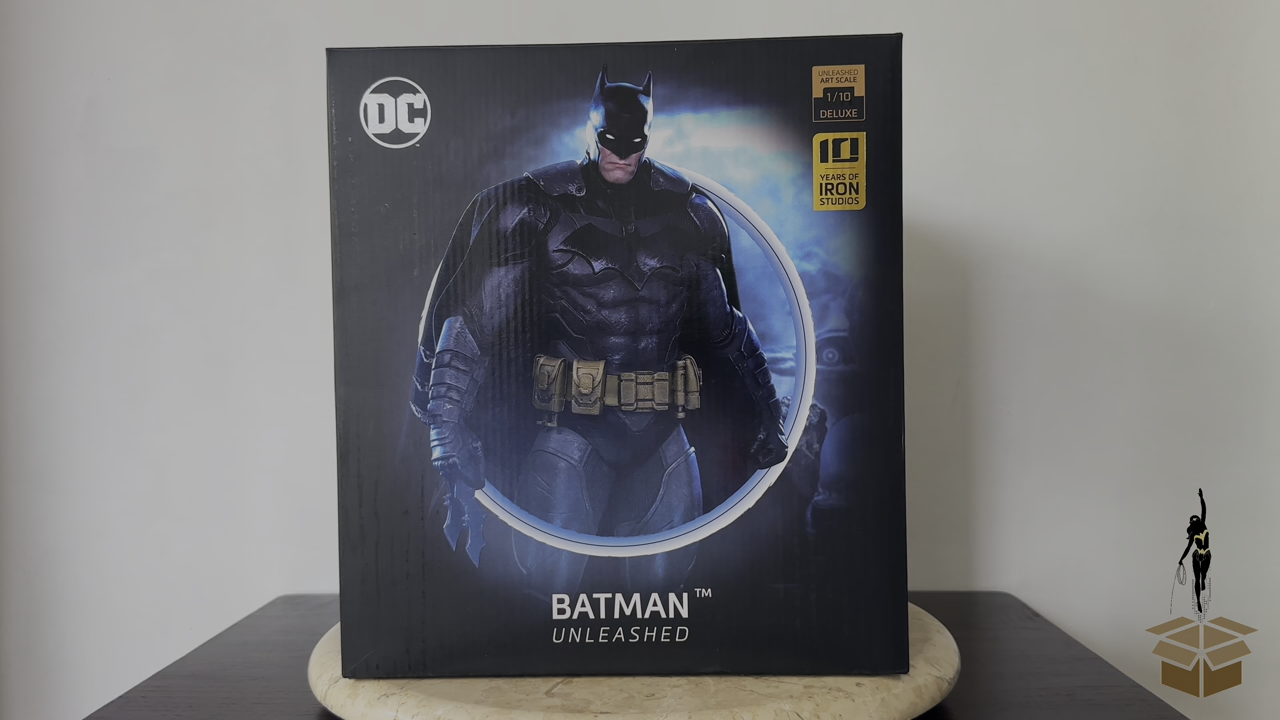 DC
UNLEASHED
ART SCALE
1/10
DELUXE
10
YEARS OF
IRON
STUDIOS
BATMAN™
UNLEASHED